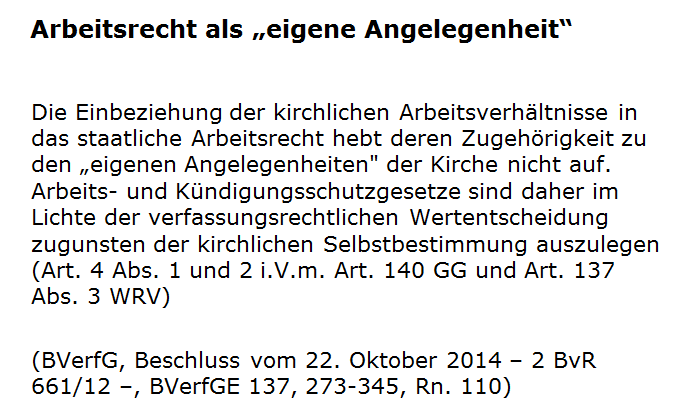 Arbeitsrecht als „eigene Angelegenheit“
Die Einbeziehung der kirchlichen Arbeitsverhältnisse in
das staatliche Arbeitsrecht hebt deren Zugehörigkeit zu
den „eigenen Angelegenheiten" der Kirche nicht auf.
Arbeits- und Kündigungsschutzgesetze sind daher im
Lichte der verfassungsrechtlichen Wertentscheidung
zugunsten der kirchlichen Selbstbestimmung auszulegen
(Art. 4 Abs. 1 und 2 i.V.m. Art. 140 GG und Art. 137
Abs. 3 WRV)
(BVerfG, Beschluss vom 22. Oktober 2014 – 2 BvR
661/12 –, BVerfGE 137, 273-345, Rn. 110)